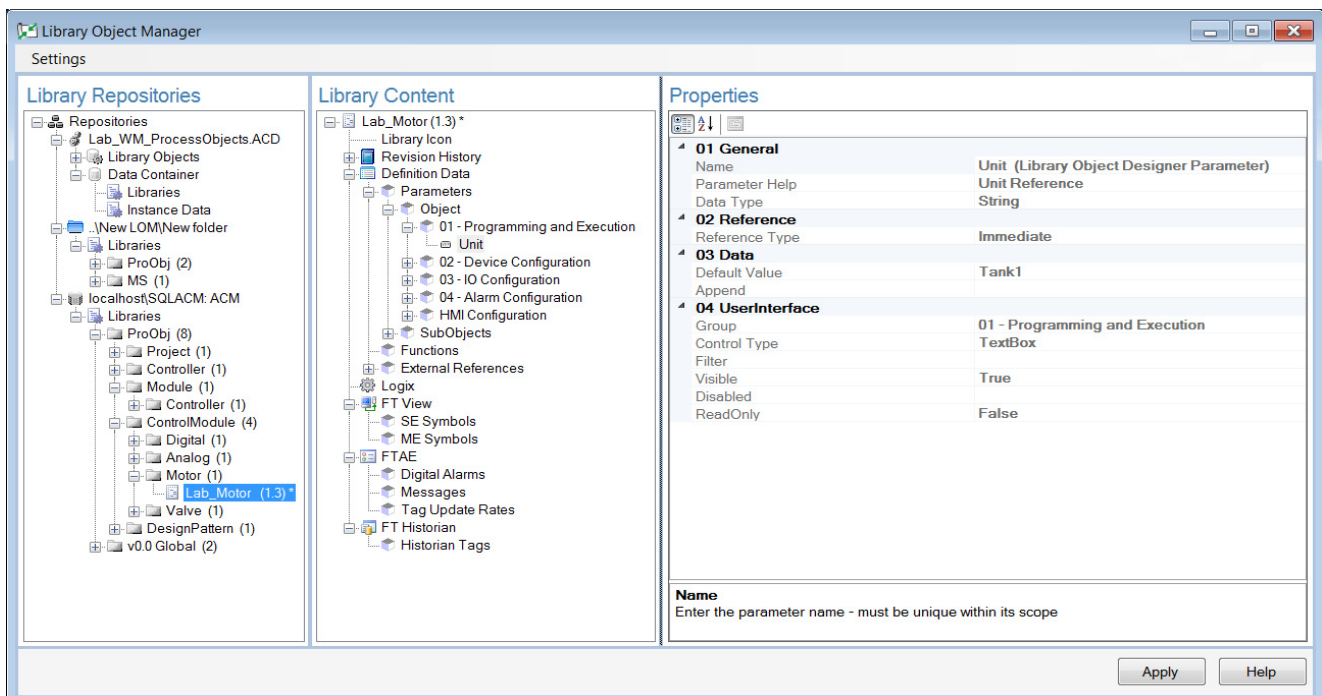 Library Object Manager
Settings
Library Repositories
Repositories
Lab_WM_ProcessObjects.ACD
Library Objects
Data Container
Libraries
Instance Data
..\New LOM\New folder
Libraries
ProObj (2)
MS (1)
localhost\SQLACM: ACM
Libraries
ProObj (8)
Project (1)
Controller (1)
Module (1)
Controller (1)
ControlModule (4)
Digital (1)
Analog (1)
Motor (1)
Lab_Motor (1.3) *
Valve (1)
DesignPattern (1)
v0.0 Global (2)
Library Content
Lab_Motor (1.3) *
Library Icon
Revision History
Definition Data
Parameters
Object
01 - Programming and Execution
Unit
02 - Device Configuration
03 - IO Configuration
04 - Alarm Configuration
HMI Configuration
SubObjects
Functions
External References
Logix
FT View
SE Symbols
ME Symbols
FTAE
Digital Alarms
Messages
Tag Update Rates
FT Historian
Historian Tags
Properties
01 General
Name Unit (Library Object Designer Parameter)
Parameter Help Unit Reference
Data Type String
02 Reference
Reference Type Immediate
03 Data
Default Value Tank1
Append
04 UserInterface
Group 01 - Programming and Execution
Control Type TextBox
Filter
Visible True
Disabled
ReadOnly False
Name
Enter the parameter name - must be unique within its scope
Apply Help